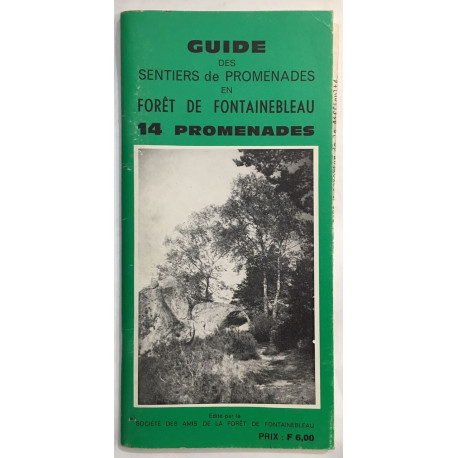 GUIDE
DES
SENTIERS de PROMENADES
EN
FORÊT DE FONTAINEBLEAU
14 PROMENADES
Edité par la
SOCIÉTÉ DES AMIS DE LA FORÊT DE FONTAINEBLEAU
PRIX : F 6,00